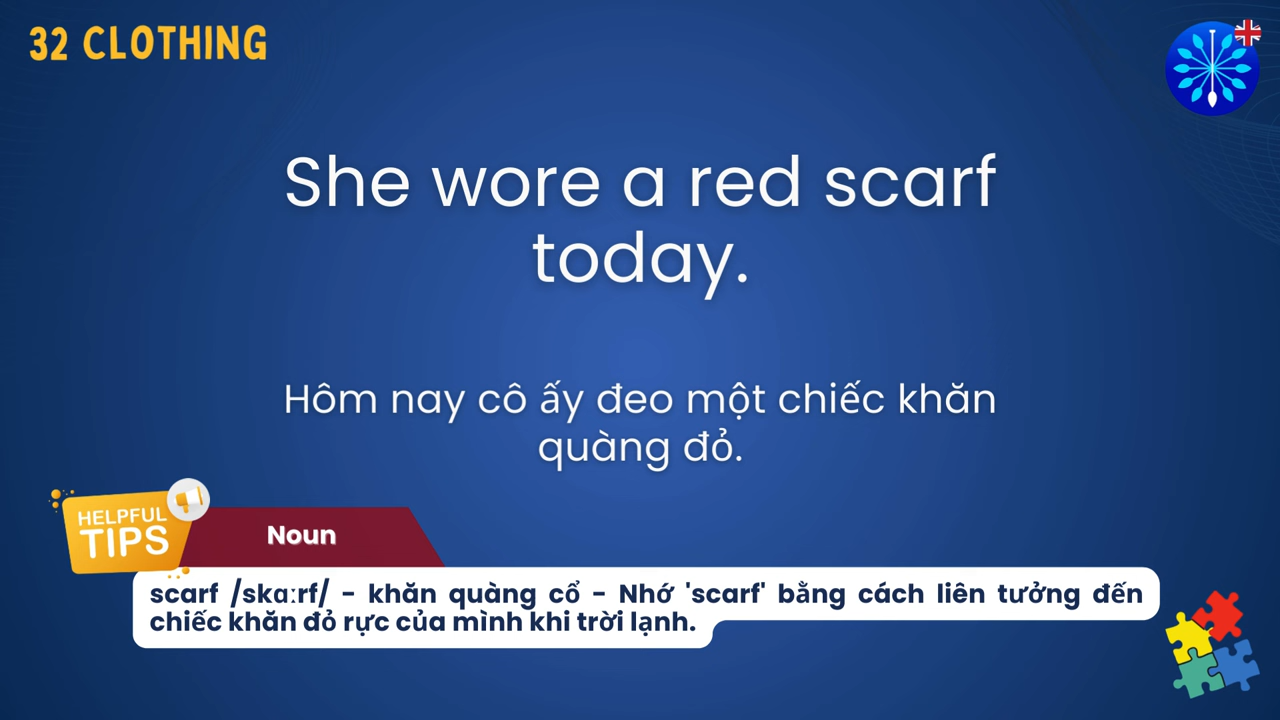 32 CLOTHING
She wore a red scarf
today.
Hôm nay cô ấy đeo một chiếc khăn
quàng đỏ.
HELPFUL
TIPS
Noun
scarf /skɑːrf/ - khăn quàng cổ - Nhớ 'scarf' bằng cách liên tưởng đến
chiếc khăn đỏ rực của mình khi trời lạnh.